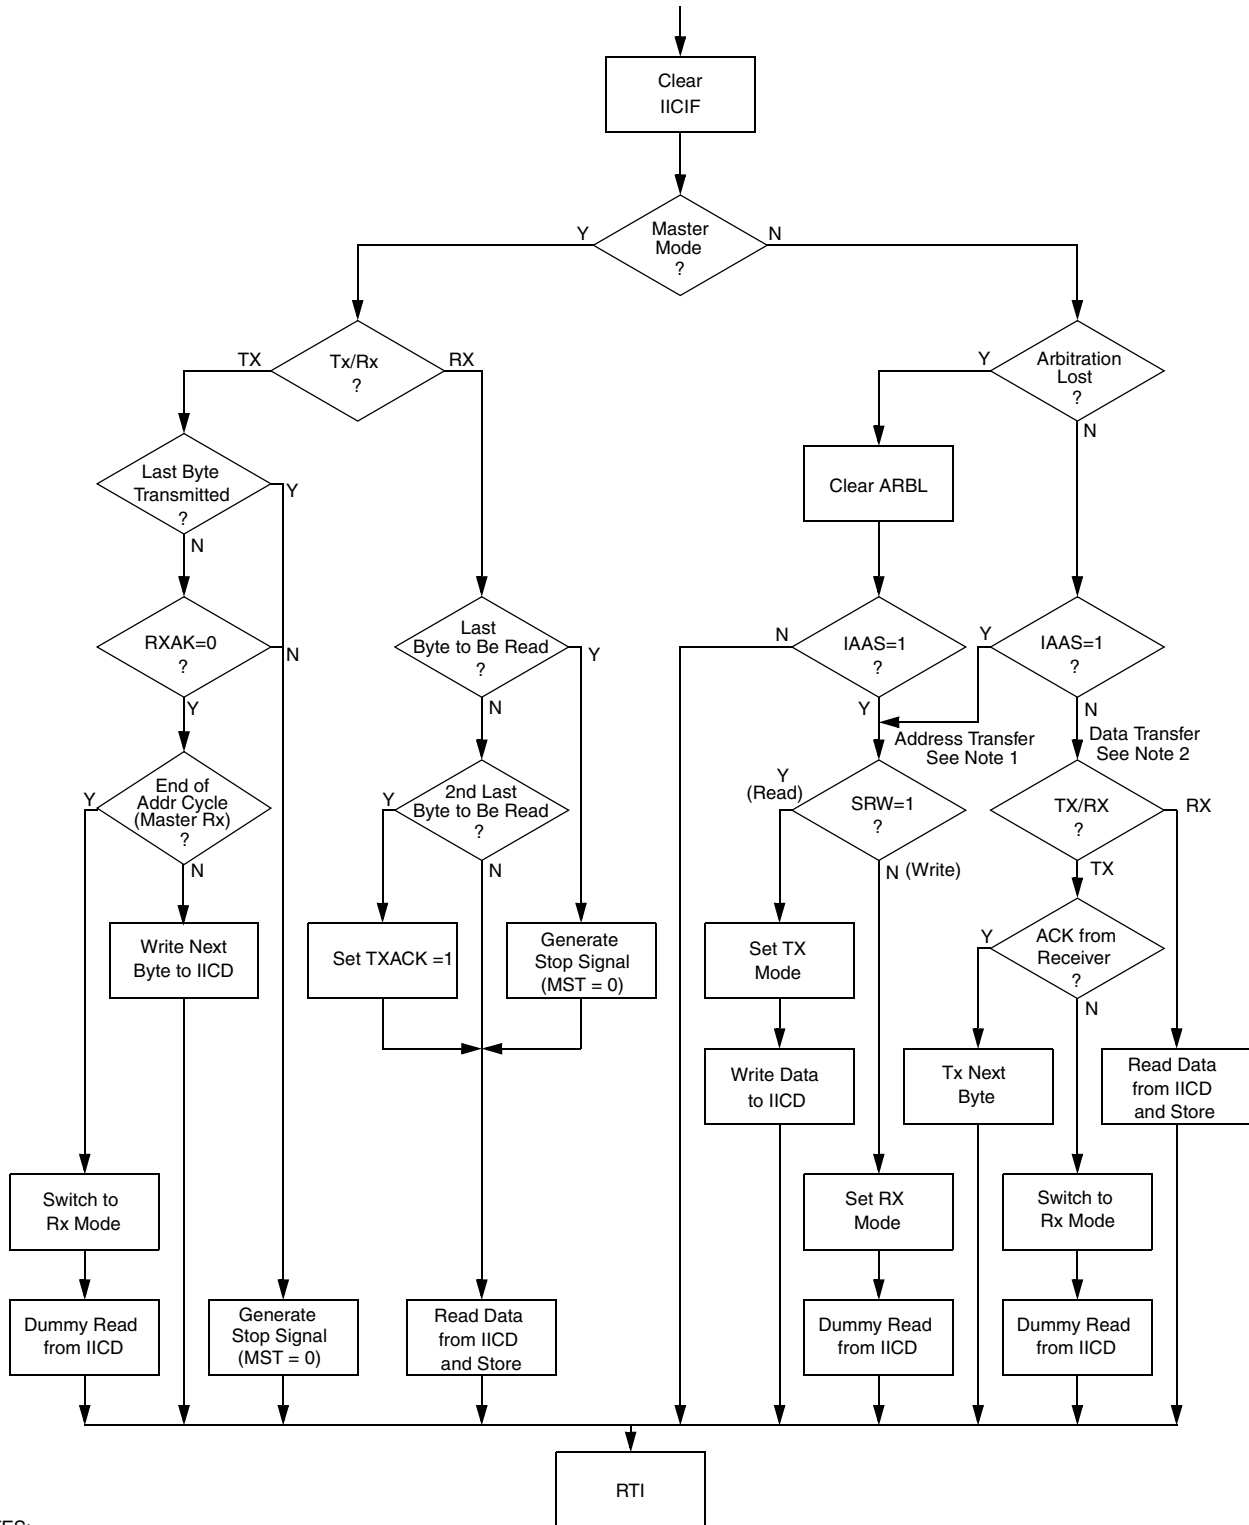 Clear
IICIF
Master
Mode
?
Y
N
Tx/Rx
?
TX
RX
Arbitration
Lost
?
Y
N
Last Byte
Transmitted
?
Y
N
Clear ARBL
RXAK=0
?
N
Y
Last
Byte to Be Read
?
Y
N
IAAS=1
?
N
Y
IAAS=1
?
Y
N
Address Transfer
See Note 1
Data Transfer
See Note 2
End of
Addr Cycle
(Master Rx)
?
Y
N
2nd Last
Byte to Be Read
?
Y
N
Y
(Read)
SRW=1
?
N (Write)
TX/RX
?
RX
TX
Write Next
Byte to IICD
Set TXACK =1
Generate
Stop Signal
(MST = 0)
Set TX
Mode
ACK from
Receiver
?
Y
N
Write Data
to IICD
Tx Next
Byte
Read Data
from IICD
and Store
Switch to
Rx Mode
Set RX
Mode
Switch to
Rx Mode
Dummy Read
from IICD
Generate
Stop Signal
(MST = 0)
Read Data
from IICD
and Store
Dummy Read
from IICD
Dummy Read
from IICD
RTI